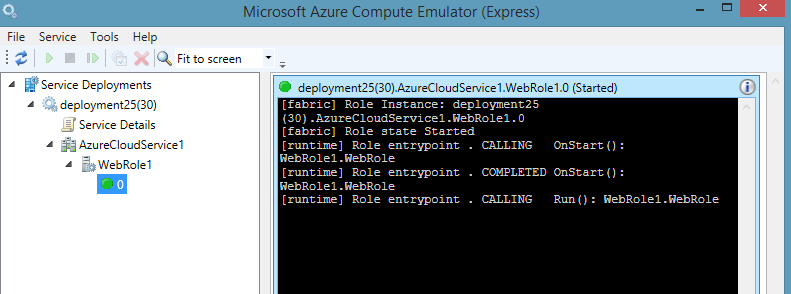 Microsoft Azure Compute Emulator (Express)
File Service Tools Help
Fit to screen
Service Deployments
deployment25(30)
Service Details
AzureCloudService1
WebRole1
0
deployment25(30).AzureCloudService1.WebRole1.0 (Started)
[fabric] Role Instance: deployment25
(30).AzureCloudService1.WebRole1.0
[fabric] Role state Started
[runtime] Role entrypoint . CALLING   OnStart():
WebRole1.WebRole
[runtime] Role entrypoint . COMPLETED OnStart():
WebRole1.WebRole
[runtime] Role entrypoint . CALLING   Run(): WebRole1.WebRole